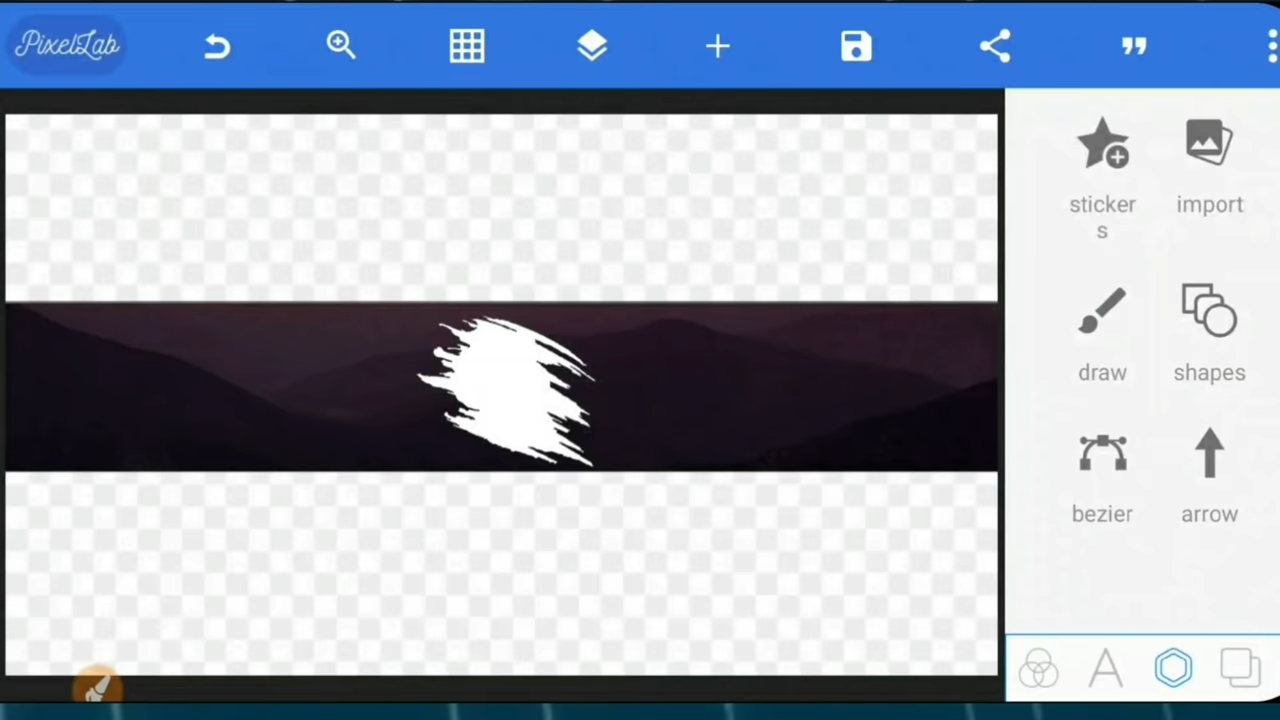 PixelLab
sticker
s
import
draw
shapes
bezier
arrow